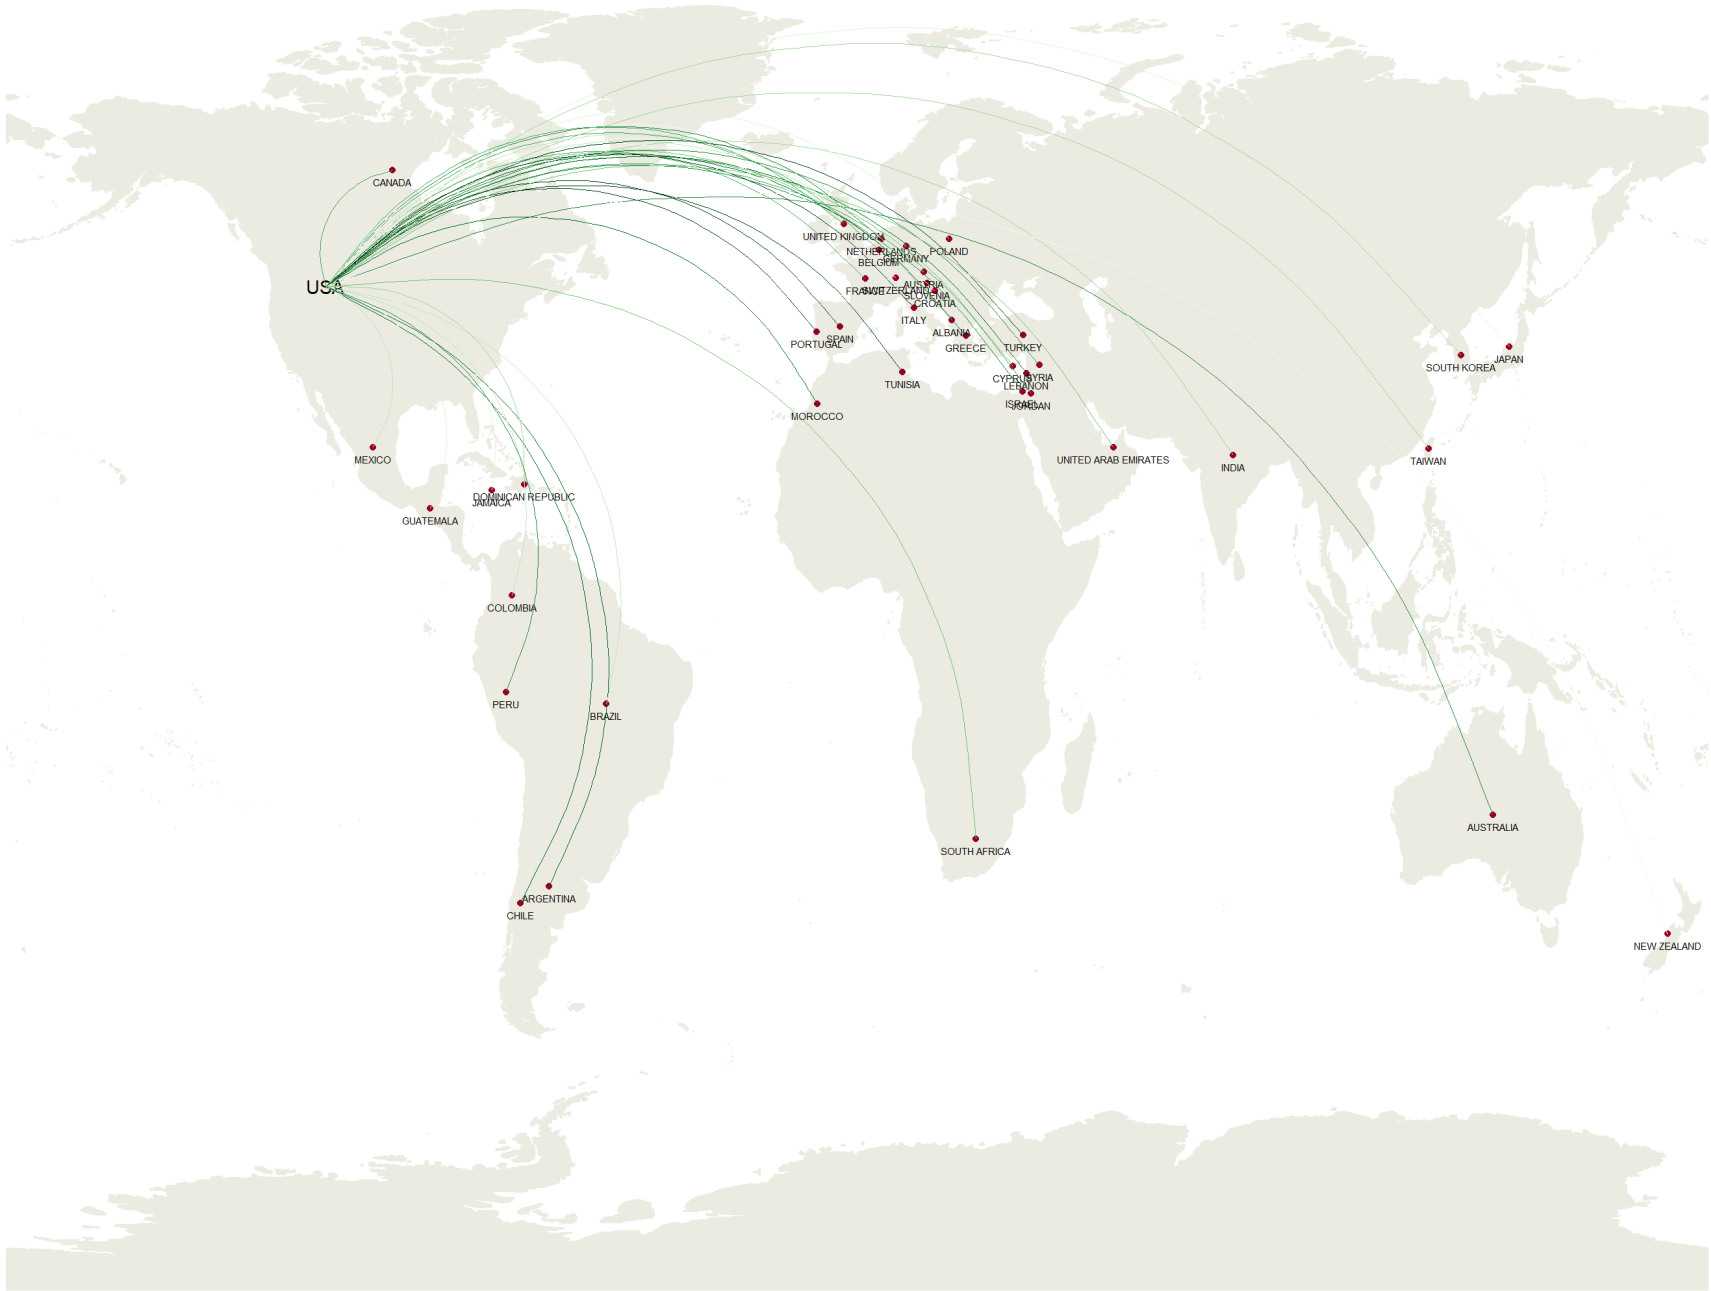 CANADA
UNITED KINGDOM
NETHERLANDS
POLAND
GERMANY
BELGIUM
USA
AUSTRIA
FRANCE
SWITZERLAND
SLOVENIA
CROATIA
ITALY
ALBANIA
SPAIN
PORTUGAL
GREECE
TURKEY
JAPAN
SOUTH KOREA
CYPRUS
SYRIA
TUNISIA
LEBANON
ISRAEL
JORDAN
MOROCCO
MEXICO
UNITED ARAB EMIRATES
INDIA
TAIWAN
DOMINICAN REPUBLIC
JAMAICA
GUATEMALA
COLOMBIA
PERU
BRAZIL
AUSTRALIA
SOUTH AFRICA
ARGENTINA
CHILE
NEW ZEALAND